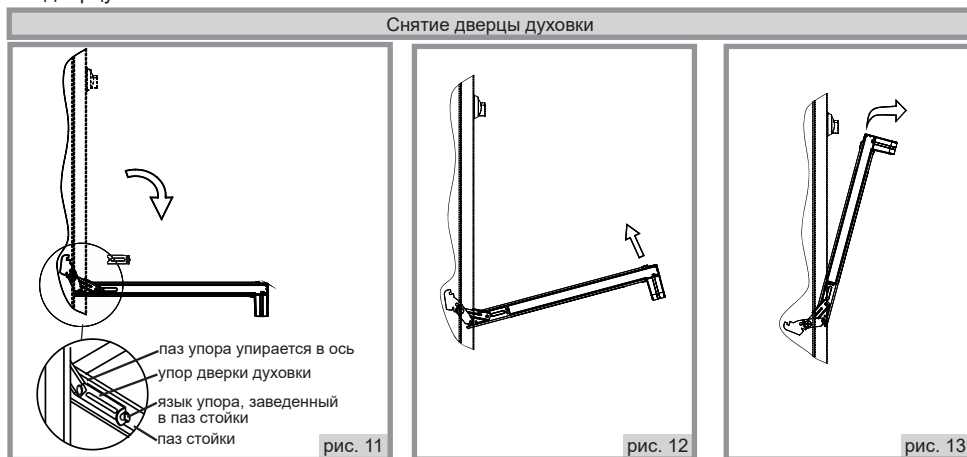 Снятие дверцы духовки
паз упора упирается в ось
упор дверки духовки
язык упора, заведенный
в паз стойки
паз стойки
рис. 11
рис. 12
рис. 13